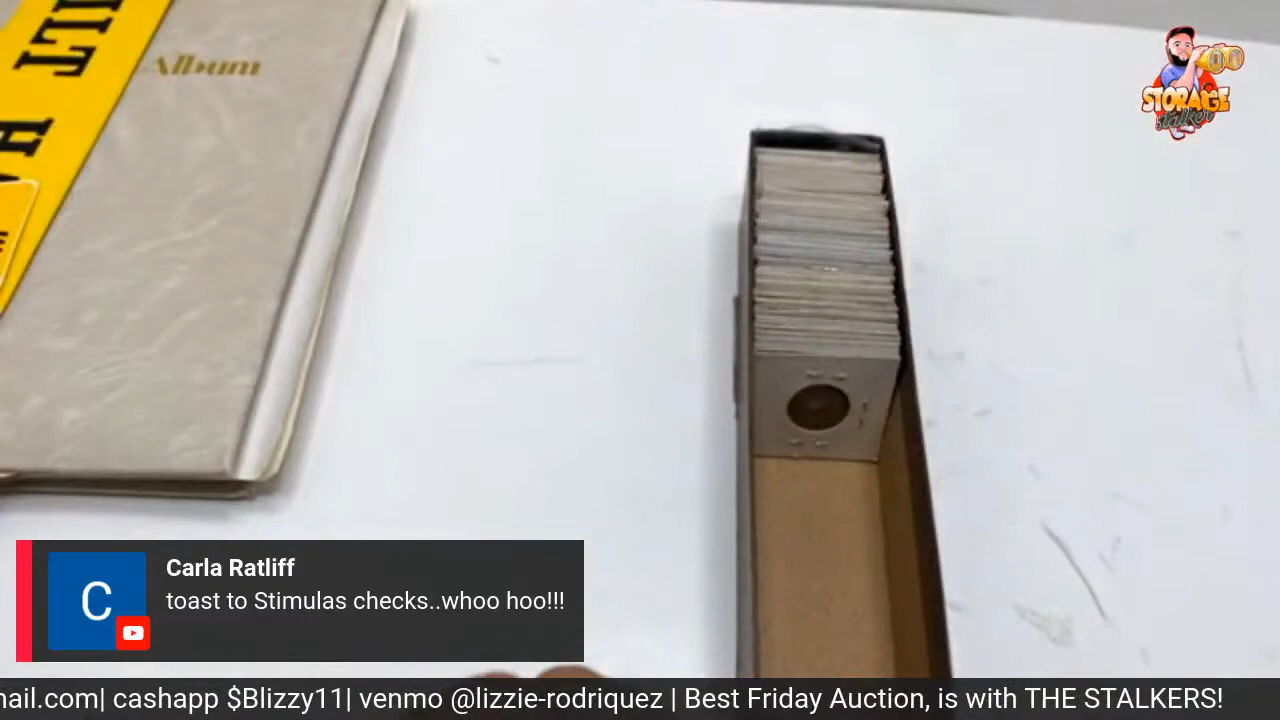 Album
STORAGE
stalker
Carla Ratliff
C
toast to Stimulas checks..whoo hoo!!!
mail.com| cashapp $Blizzy11| venmo @lizzie-rodriquez | Best Friday Auction, is with THE STALKERS!